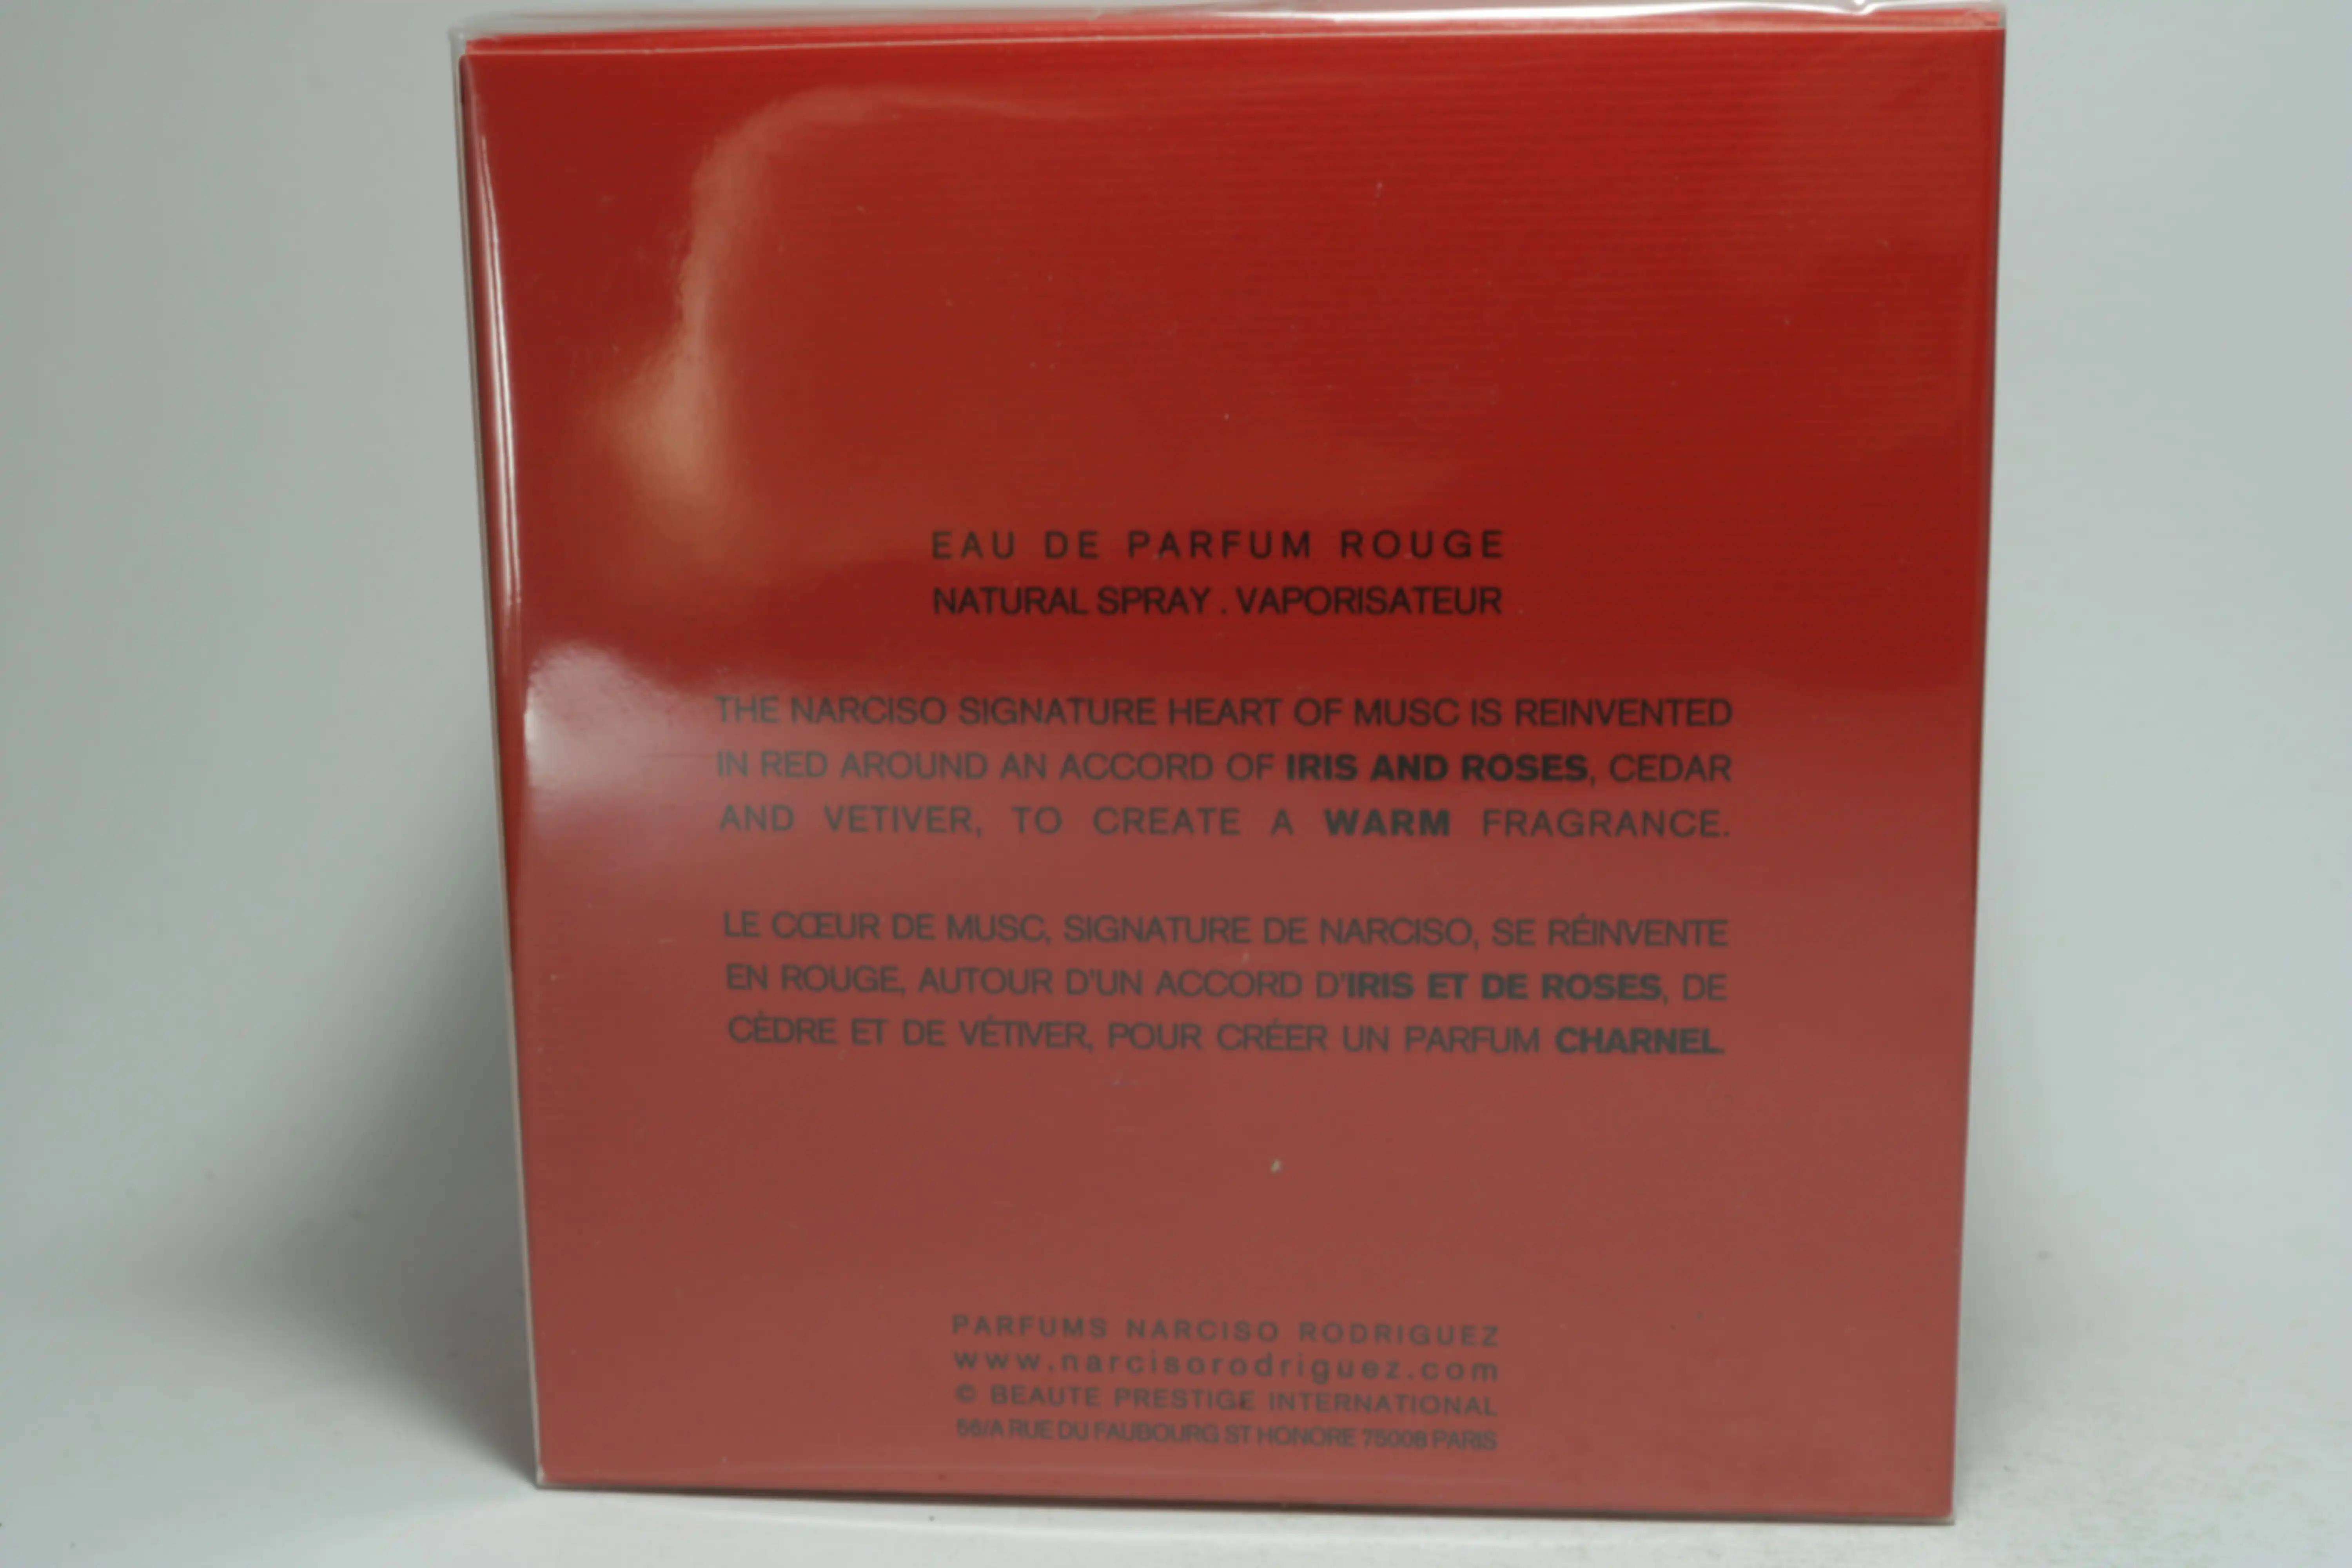 EAU DE PARFUM ROUGE
NATURAL SPRAY . VAPORISATEUR
THE NARCISO SIGNATURE HEART OF MUSC IS REINVENTED
IN RED AROUND AN ACCORD OF IRIS AND ROSES, CEDAR
AND VETIVER, TO CREATE A WARM FRAGRANCE.
LE CŒUR DE MUSC, SIGNATURE DE NARCISO, SE RÉINVENTE
EN ROUGE, AUTOUR D'UN ACCORD D'IRIS ET DE ROSES, DE
CÈDRE ET DE VÉTIVER, POUR CRÉER UN PARFUM CHARNEL.
PARFUMS NARCISO RODRIGUEZ
www.narcisorodriguez.com
© BEAUTE PRESTIGE INTERNATIONAL
56/A RUE DU FAUBOURG ST HONORE 75008 PARIS